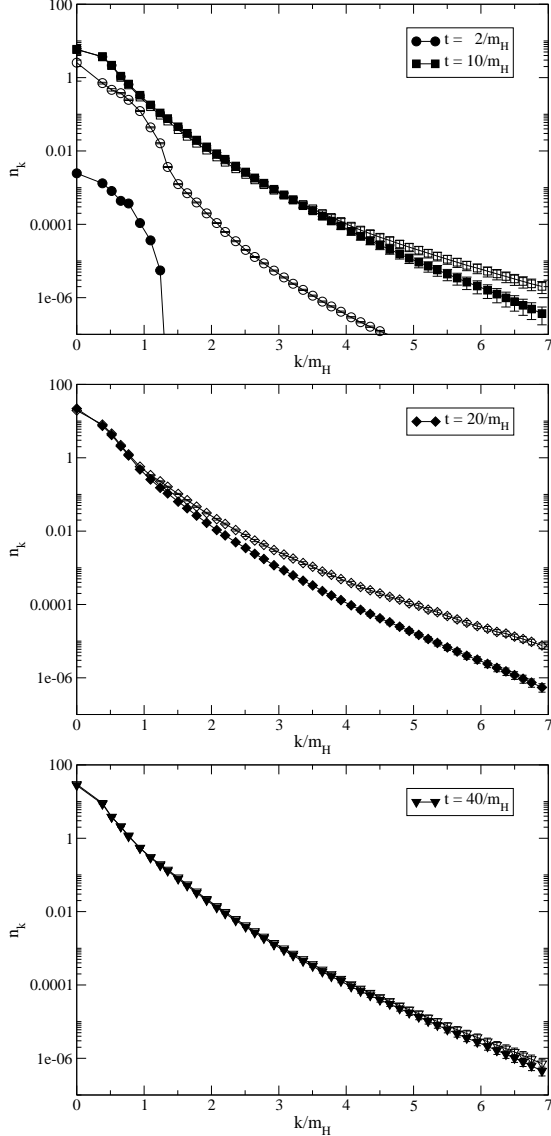 100
1
0.01
0.0001
1e-06
n_k
t = 2/m_H
t = 10/m_H
0 1 2 3 4 5 6 7
k/m_H
100
1
0.01
0.0001
1e-06
n_k
t = 20/m_H
0 1 2 3 4 5 6 7
k/m_H
100
1
0.01
0.0001
1e-06
n_k
t = 40/m_H
0 1 2 3 4 5 6 7
k/m_H